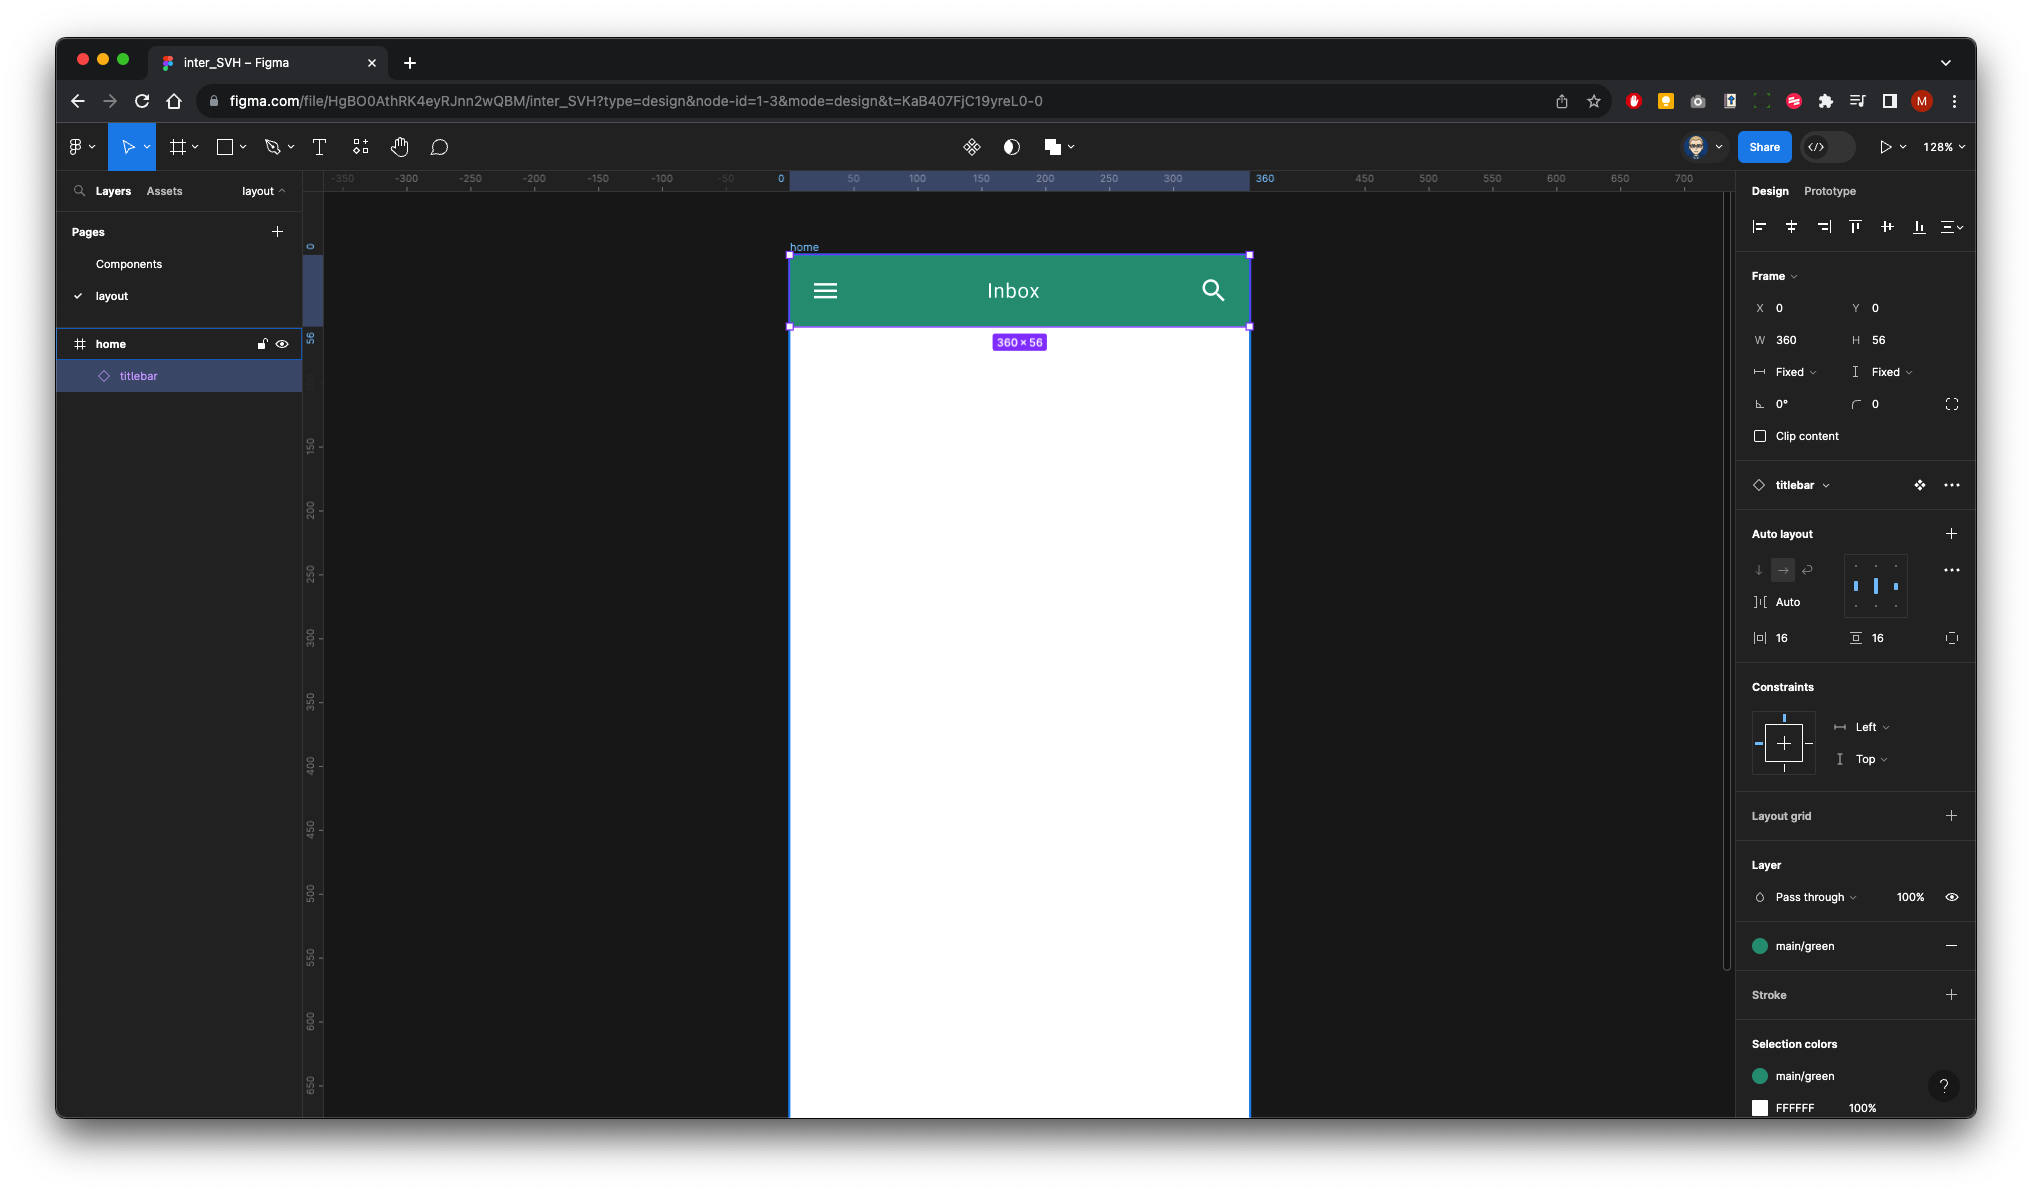 inter_SVH – Figma
figma.com/file/HgBO0AthRK4eyRJnn2wQBM/inter_SVH?type=design&node-id=1-3&mode=design&t=KaB407FjC19yreL0-0
M
Share
128%
Layers Assets layout
-350 -300 -250 -200 -150 -100 -50 0 50 100 150 200 250 300 360 450 500 550 600 650 700
Design Prototype
Pages
Components
layout
home
titlebar
0
56
150
200
250
300
350
400
450
500
550
600
650
home
Inbox
360 × 56
Frame
X 0 Y 0
W 360 H 56
Fixed Fixed
0° 0
Clip content
titlebar
Auto layout
Auto
16 16
Constraints
Left
Top
Layout grid
Layer
Pass through 100%
main/green
Stroke
Selection colors
main/green
?
FFFFFF 100%